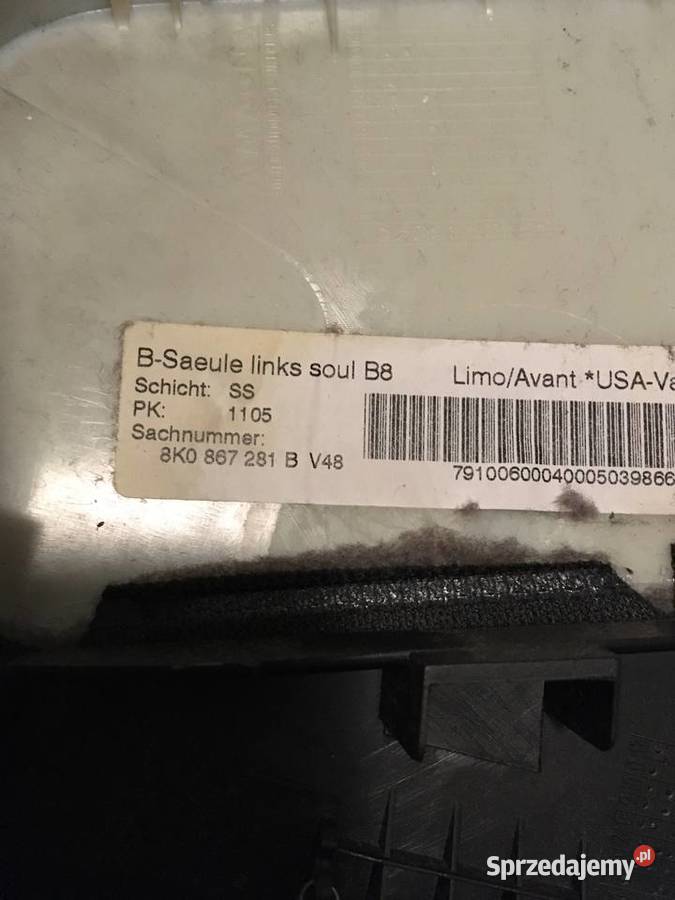 B-Saeule links soul B8 Limo/Avant *USA-Va
Schicht: SS
PK: 1105
Sachnummer:
8K0 867 281 B V48
79100600040005039866
Sprzedajemy.pl